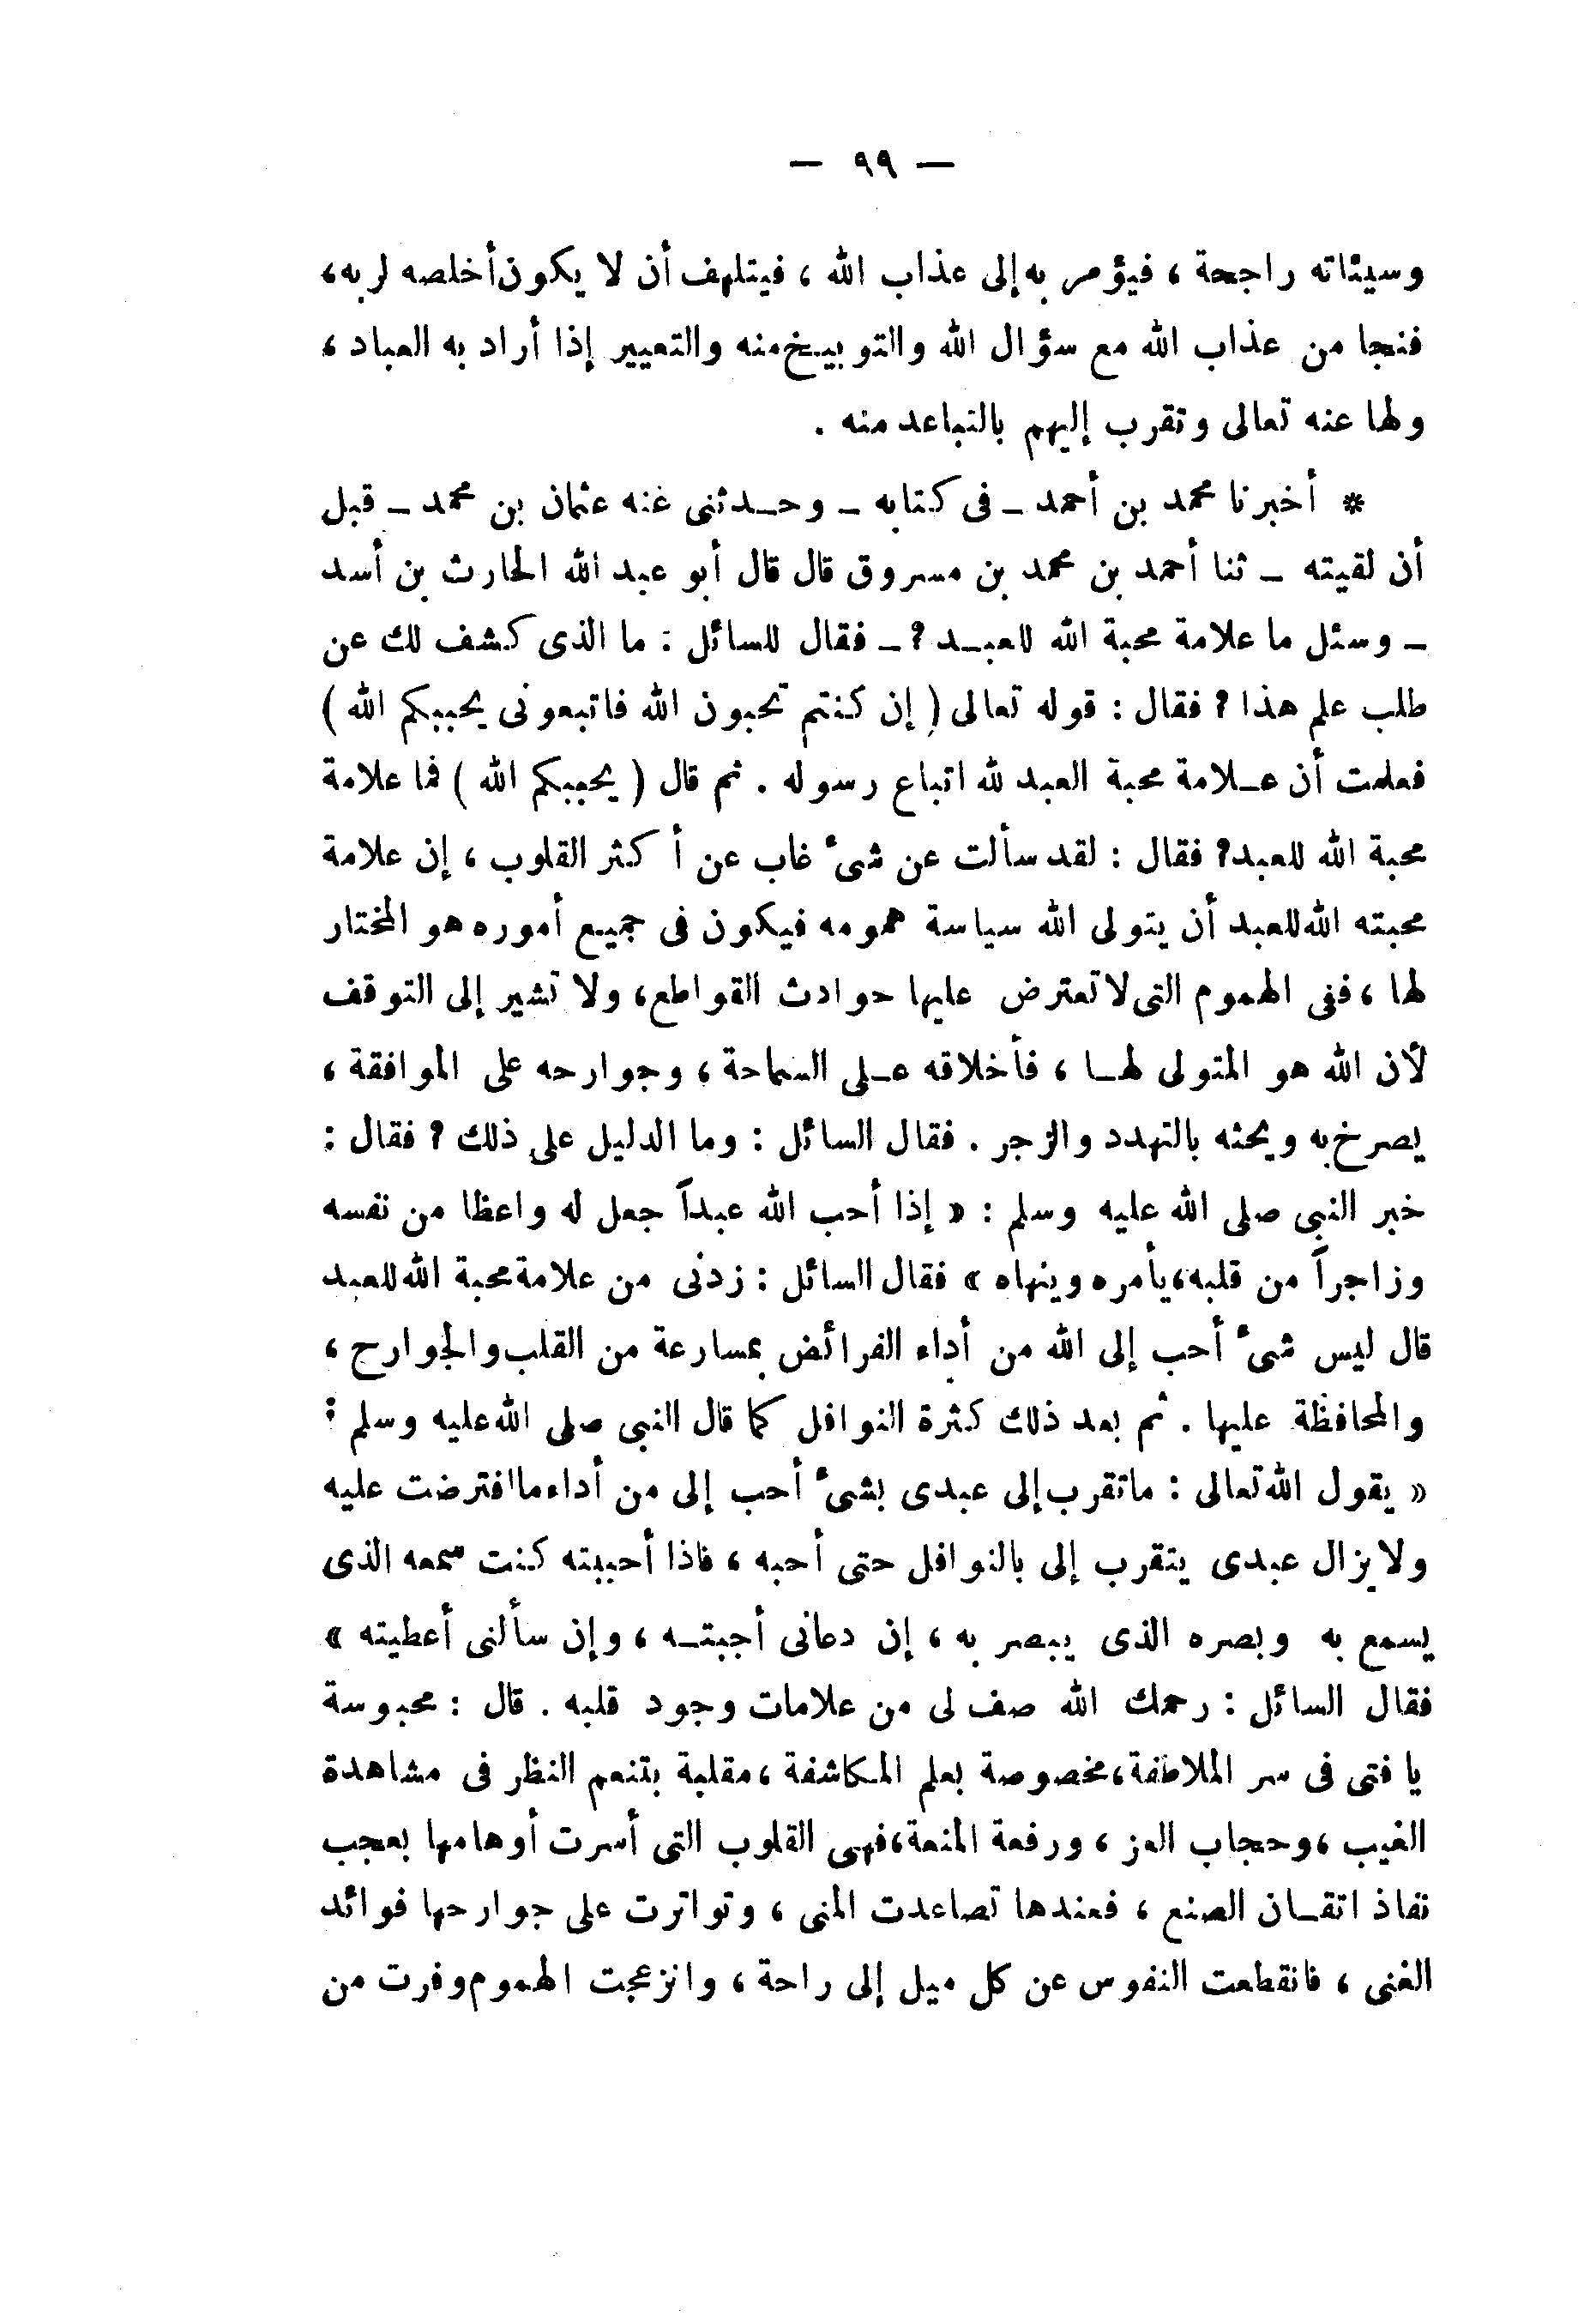 — ٩٩ —
وسيئاته راجحة ، فيؤمر به إلى عذاب الله ، فيتلهف أن لا يكون أخلصه لربه،
فنجا من عذاب الله مع سؤال الله والتوبيخ منه والتعيير إذا أراد به العباد ،
ولها عنه تعالى وتقرب إليهم بالتباعد منه .
* أخبرنا محمد بن أحمد ـ فى كتابه ـ وحـدثنى عنه عثمان بن محمد ـ قبل
أن لقيته ـ ثنا أحمد بن محمد بن مسروق قال قال أبو عبد الله الحارث بن أسد
ـ وسئل ما علامة محبة الله للعبـد ؟ ـ فقال للسائل : ما الذى كشف لك عن
طلب علم هذا ؟ فقال : قوله تعالى ( إن كنتم تحبون الله فاتبعونى يحببكم الله )
فعلمت أن عـلامة محبة العبد لله اتباع رسوله . ثم قال ( يحببكم الله ) فما علامة
محبة الله للعبد؟ فقال : لقد سألت عن شىء غاب عن أكثر القلوب ، إن علامة
محبته الله للعبد أن يتولى الله سياسة همومه فيكون فى جميع أموره هو المختار
لها ، ففى الهموم التى لا تعترض عليها حوادث القواطع، ولا تشير إلى التوقف
لأن الله هو المتولى لهـا ، فأخلاقه عـلى السماحة ، وجوارحه على الموافقة ،
يصرخ به ويحثه بالتهدد والزجر . فقال السائل : وما الدليل على ذلك ؟ فقال :
خبر النبى صلى الله عليه وسلم : « إذا أحب الله عبداً جعل له واعظا من نفسه
وزاجراً من قلبه، يأمره وينهاه » فقال السائل : زدنى من علامة محبة الله للعبد
قال ليس شىء أحب إلى الله من أداء الفرائض بمسارعة من القلب والجوارح ،
والمحافظة عليها . ثم بعد ذلك كثرة النوافل كما قال النبى صلى الله عليه وسلم :
« يقول الله تعالى : ما تقرب إلى عبدى بشىء أحب إلى من أداء ما افترضت عليه
ولا يزال عبدى يتقرب إلى بالنوافل حتى أحبه ، فاذا أحببته كنت سمعه الذى
يسمع به وبصره الذى يبصر به ، إن دعانى أجبتـه ، وإن سألنى أعطيته »
فقال السائل : رحمك الله صف لى من علامات وجود قلبه . قال : محبوسة
يا فتى فى سر الملاطفة، مخصوصة بعلم المكاشفة ، مقلبة بتنعم النظر فى مشاهدة
الغيب ، وحجاب العز ، ورفعة المنعة، فهى القلوب التى أسرت أوهامها بعجب
نفاذ اتقـان الصنع ، فعندها تصاعدت المنى ، وتواترت على جوارحها فوائد
الغنى ، فانقطعت النفوس عن كل ميل إلى راحة ، وانزعجت الهموم وفرت من